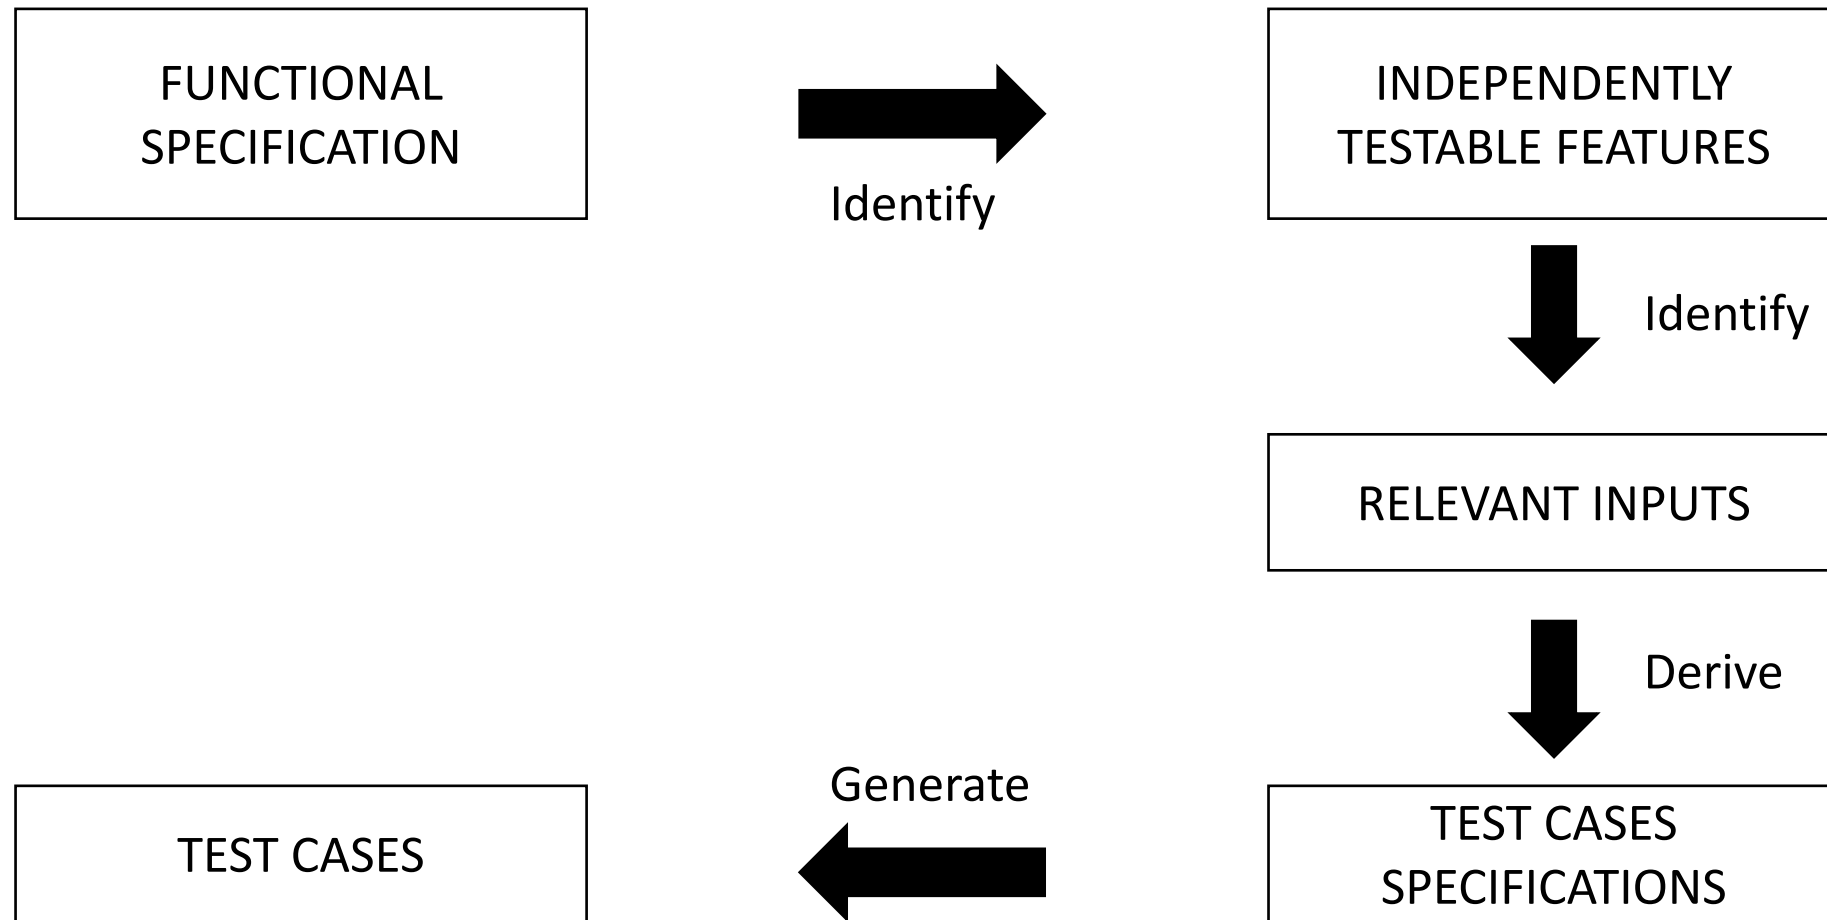 FUNCTIONAL
SPECIFICATION
Identify
INDEPENDENTLY
TESTABLE FEATURES
Identify
RELEVANT INPUTS
Derive
TEST CASES
SPECIFICATIONS
Generate
TEST CASES